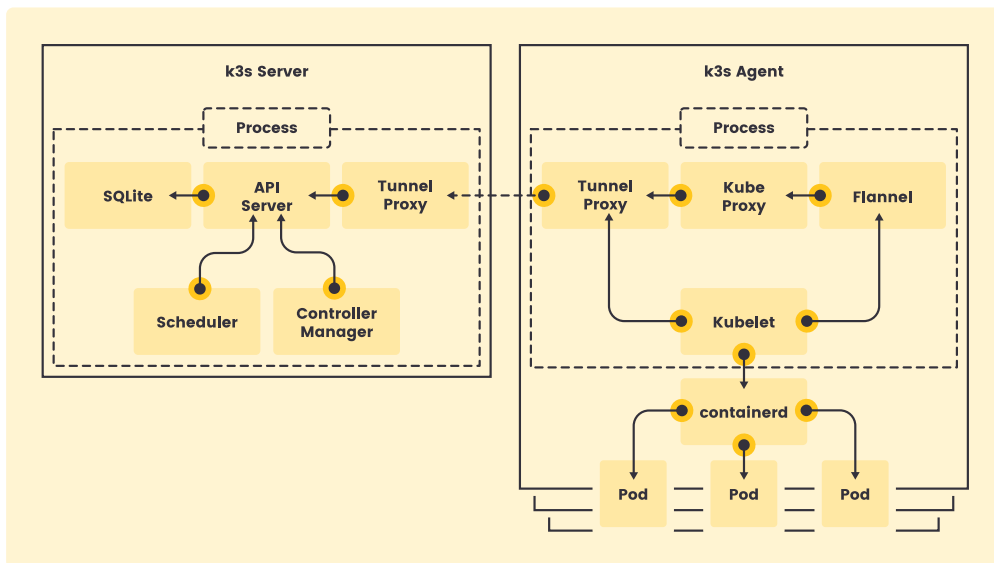 k3s Server
Process
SQLite
API
Server
Tunnel
Proxy
Scheduler
Controller
Manager
k3s Agent
Process
Tunnel
Proxy
Kube
Proxy
Flannel
Kubelet
containerd
Pod
Pod
Pod